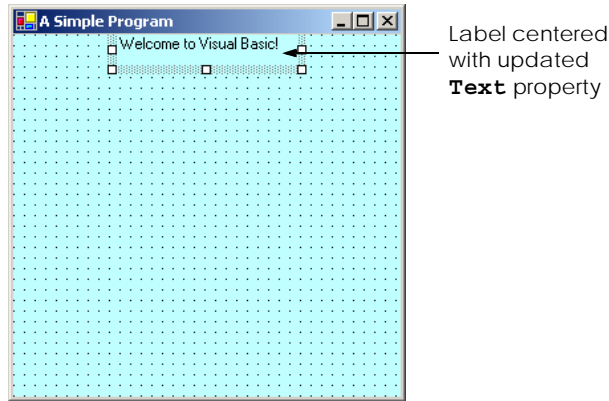 A Simple Program
Welcome to Visual Basic!
Label centered
with updated
Text property